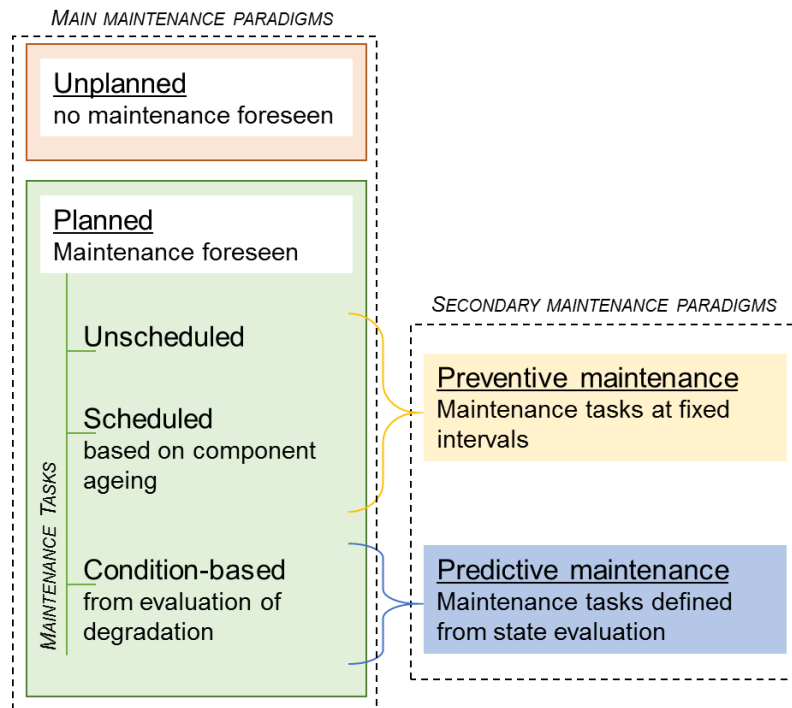 MAIN MAINTENANCE PARADIGMS
Unplanned
no maintenance foreseen
Planned
Maintenance foreseen
MAINTENANCE TASKS
Unscheduled
Scheduled
based on component
ageing
Condition-based
from evaluation of
degradation
SECONDARY MAINTENANCE PARADIGMS
Preventive maintenance
Maintenance tasks at fixed
intervals
Predictive maintenance
Maintenance tasks defined
from state evaluation